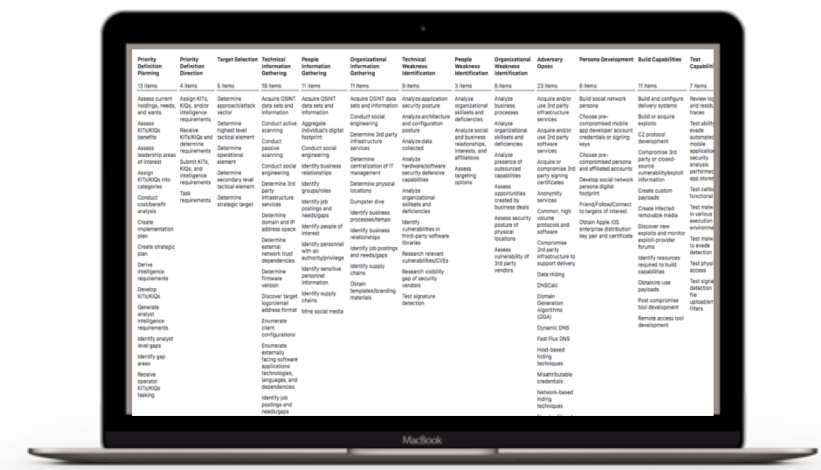 Priority Definition Planning
13 items
Assess current holdings, needs, and wants
Assess KITs/KIQs benefits
Assess leadership areas of interest
Assign KITs/KIQs into categories
Conduct cost/benefit analysis
Create implementation plan
Create strategic plan
Derive intelligence requirements
Develop KITs/KIQs
Generate analyst intelligence requirements
Identify analyst level gaps
Identify gap areas
Receive operator KITs/KIQs tasking
Priority Definition Direction
4 items
Assign KITs, KIQs, and/or intelligence requirements
Receive KITs/KIQs and determine requirements
Submit KITs, KIQs, and intelligence requirements
Task requirements
Target Selection
5 items
Determine approach/attack vector
Determine highest level tactical element
Determine operational element
Determine secondary level tactical element
Determine strategic target
Technical Information Gathering
19 items
Acquire OSINT data sets and information
Conduct active scanning
Conduct passive scanning
Conduct social engineering
Determine 3rd party infrastructure services
Determine domain and IP address space
Determine external network trust dependencies
Determine firmware version
Discover target logon/email address format
Enumerate client configurations
Enumerate externally facing software applications technologies, languages, and dependencies
Identify job postings and needs/gaps
People Information Gathering
11 items
Acquire OSINT data sets and information
Aggregate individual's digital footprint
Conduct social engineering
Identify business relationships
Identify groups/roles
Identify job postings and needs/gaps
Identify people of interest
Identify personnel with an authority/privilege
Identify sensitive personnel information
Identify supply chains
Mine social media
Organizational Information Gathering
11 items
Acquire OSINT data sets and information
Conduct social engineering
Determine 3rd party infrastructure services
Determine centralization of IT management
Determine physical locations
Dumpster dive
Identify business processes/tempo
Identify business relationships
Identify job postings and needs/gaps
Identify supply chains
Obtain templates/branding materials
Technical Weakness Identification
9 items
Analyze application security posture
Analyze architecture and configuration posture
Analyze data collected
Analyze hardware/software security defensive capabilities
Analyze organizational skillsets and deficiencies
Identify vulnerabilities in third-party software libraries
Research relevant vulnerabilities/CVEs
Research visibility gap of security vendors
Test signature detection
People Weakness Identification
3 items
Analyze organizational skillsets and deficiencies
Analyze social and business relationships, interests, and affiliations
Assess targeting options
Organizational Weakness Identification
6 items
Analyze business processes
Analyze organizational skillsets and deficiencies
Analyze presence of outsourced capabilities
Assess opportunities created by business deals
Assess security posture of physical locations
Assess vulnerability of 3rd party vendors
Adversary Opsec
23 items
Acquire and/or use 3rd party infrastructure services
Acquire and/or use 3rd party software services
Acquire or compromise 3rd party signing certificates
Anonymity services
Common, high volume protocols and software
Compromise 3rd party infrastructure to support delivery
Data Hiding
DNSCalc
Domain Generation Algorithms (DGA)
Dynamic DNS
Fast Flux DNS
Host-based hiding techniques
Misattributable credentials
Network-based hiding techniques
Persona Development
6 items
Build social network persona
Choose pre-compromised mobile app developer account credentials or signing keys
Choose pre-compromised persona and affiliated accounts
Develop social network persona digital footprint
Friend/Follow/Connect to targets of interest
Obtain Apple iOS enterprise distribution key pair and certificate
Build Capabilities
11 items
Build and configure delivery systems
Build or acquire exploits
C2 protocol development
Compromise 3rd party or closed-source vulnerability/exploit information
Create custom payloads
Create infected removable media
Discover new exploits and monitor exploit-provider forums
Identify resources required to build capabilities
Obtain/re-use payloads
Post compromise tool development
Remote access tool development
Test
7 items
Review
and
traces
Test
evade
automated
mobile
application
security
analysis
performed
app
Test
Test
in various
execution
Test
to evade
detection
Test
access
Test
detection
file
filters
MacBook